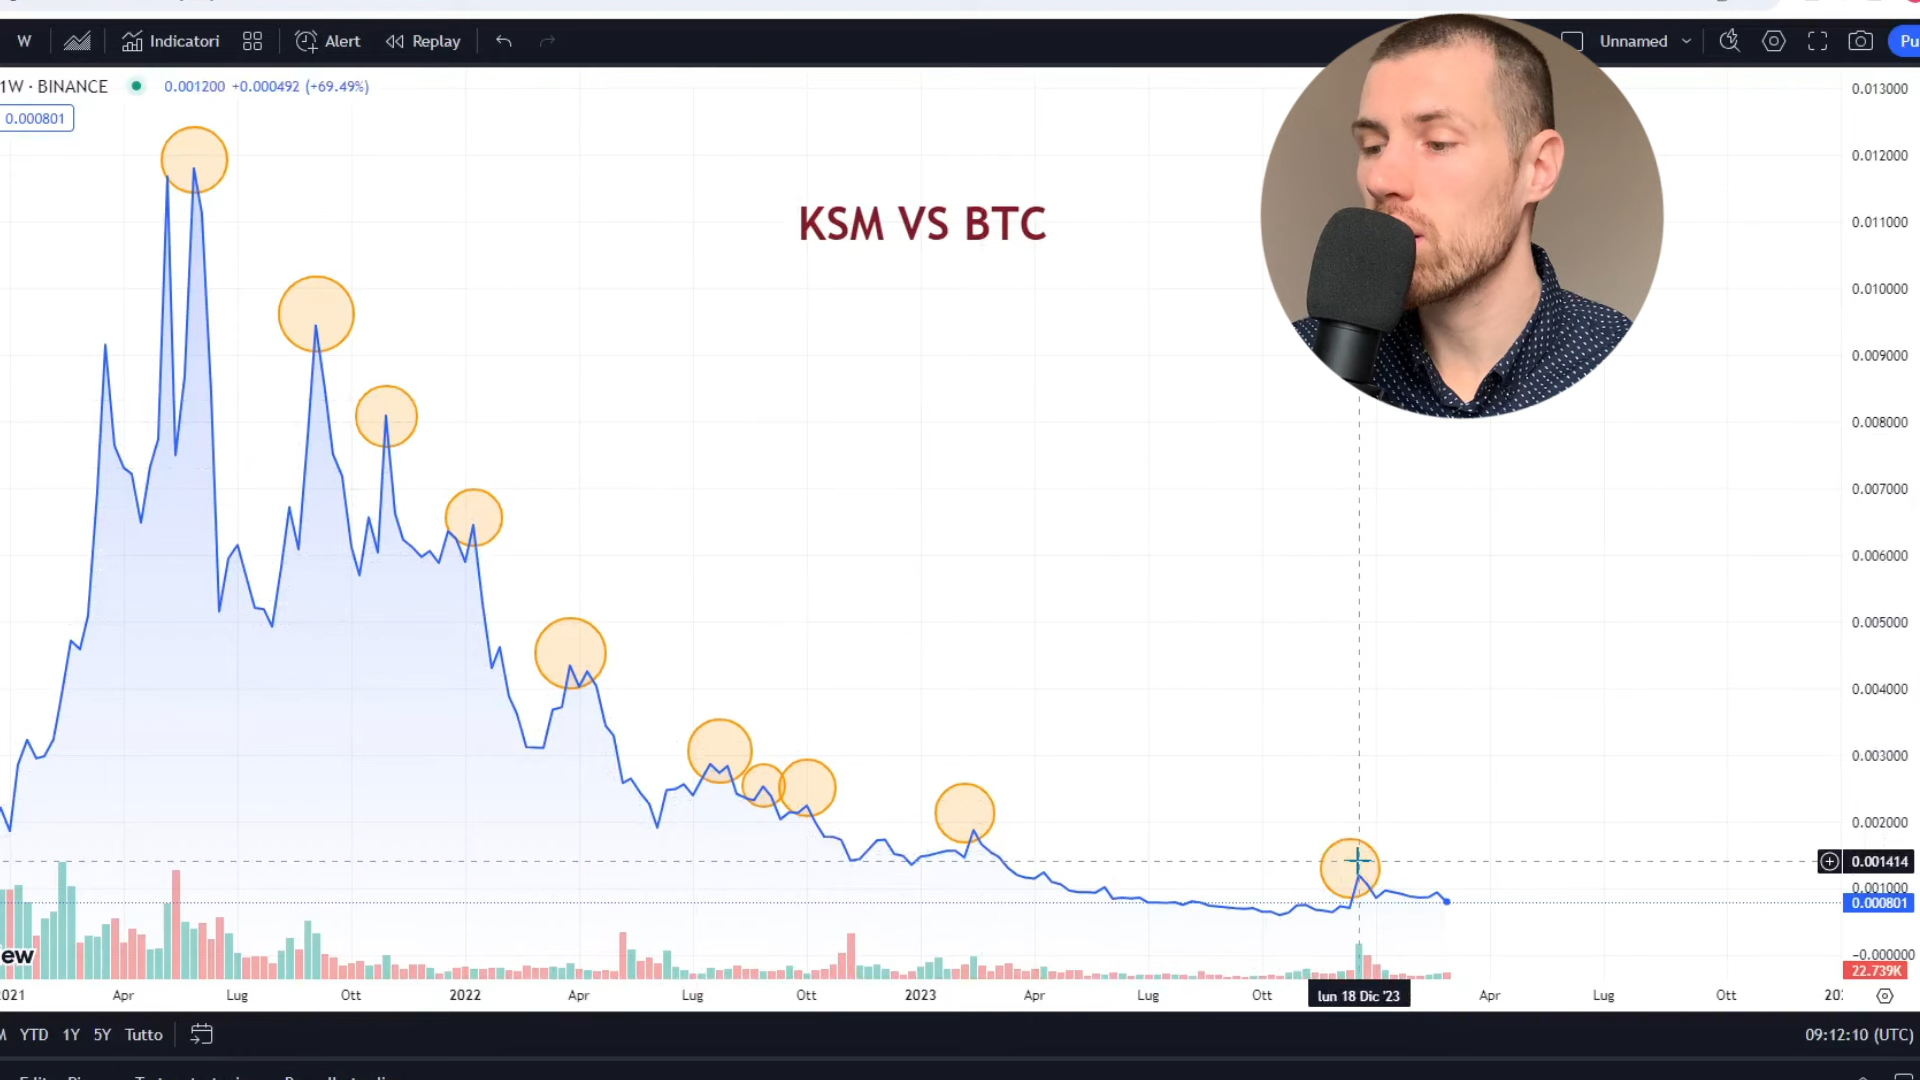 W Indicatori Alert Replay Unnamed Pu
1W · BINANCE 0.001200 +0.000492 (+69.49%)
0.000801
KSM VS BTC
0.013000
0.012000
0.011000
0.010000
0.009000
0.008000
0.007000
0.006000
0.005000
0.004000
0.003000
0.002000
0.001414
0.001000
0.000801
−0.000000
22.739K
ew
2021 Apr Lug Ott 2022 Apr Lug Ott 2023 Apr Lug Ott lun 18 Dic '23 Apr Lug Ott 20
M YTD 1Y 5Y Tutto 09:12:10 (UTC)